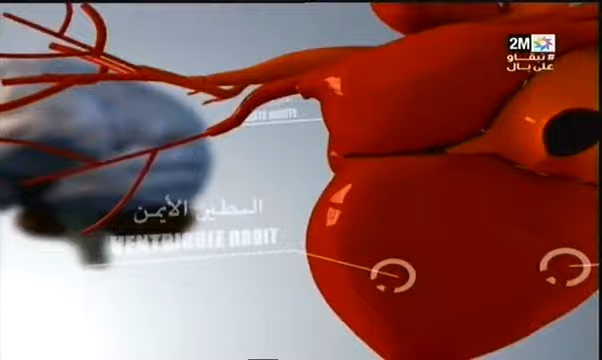 2M
#نبقاو
على بال
البطين الأيمن
VENTRICULE DROIT